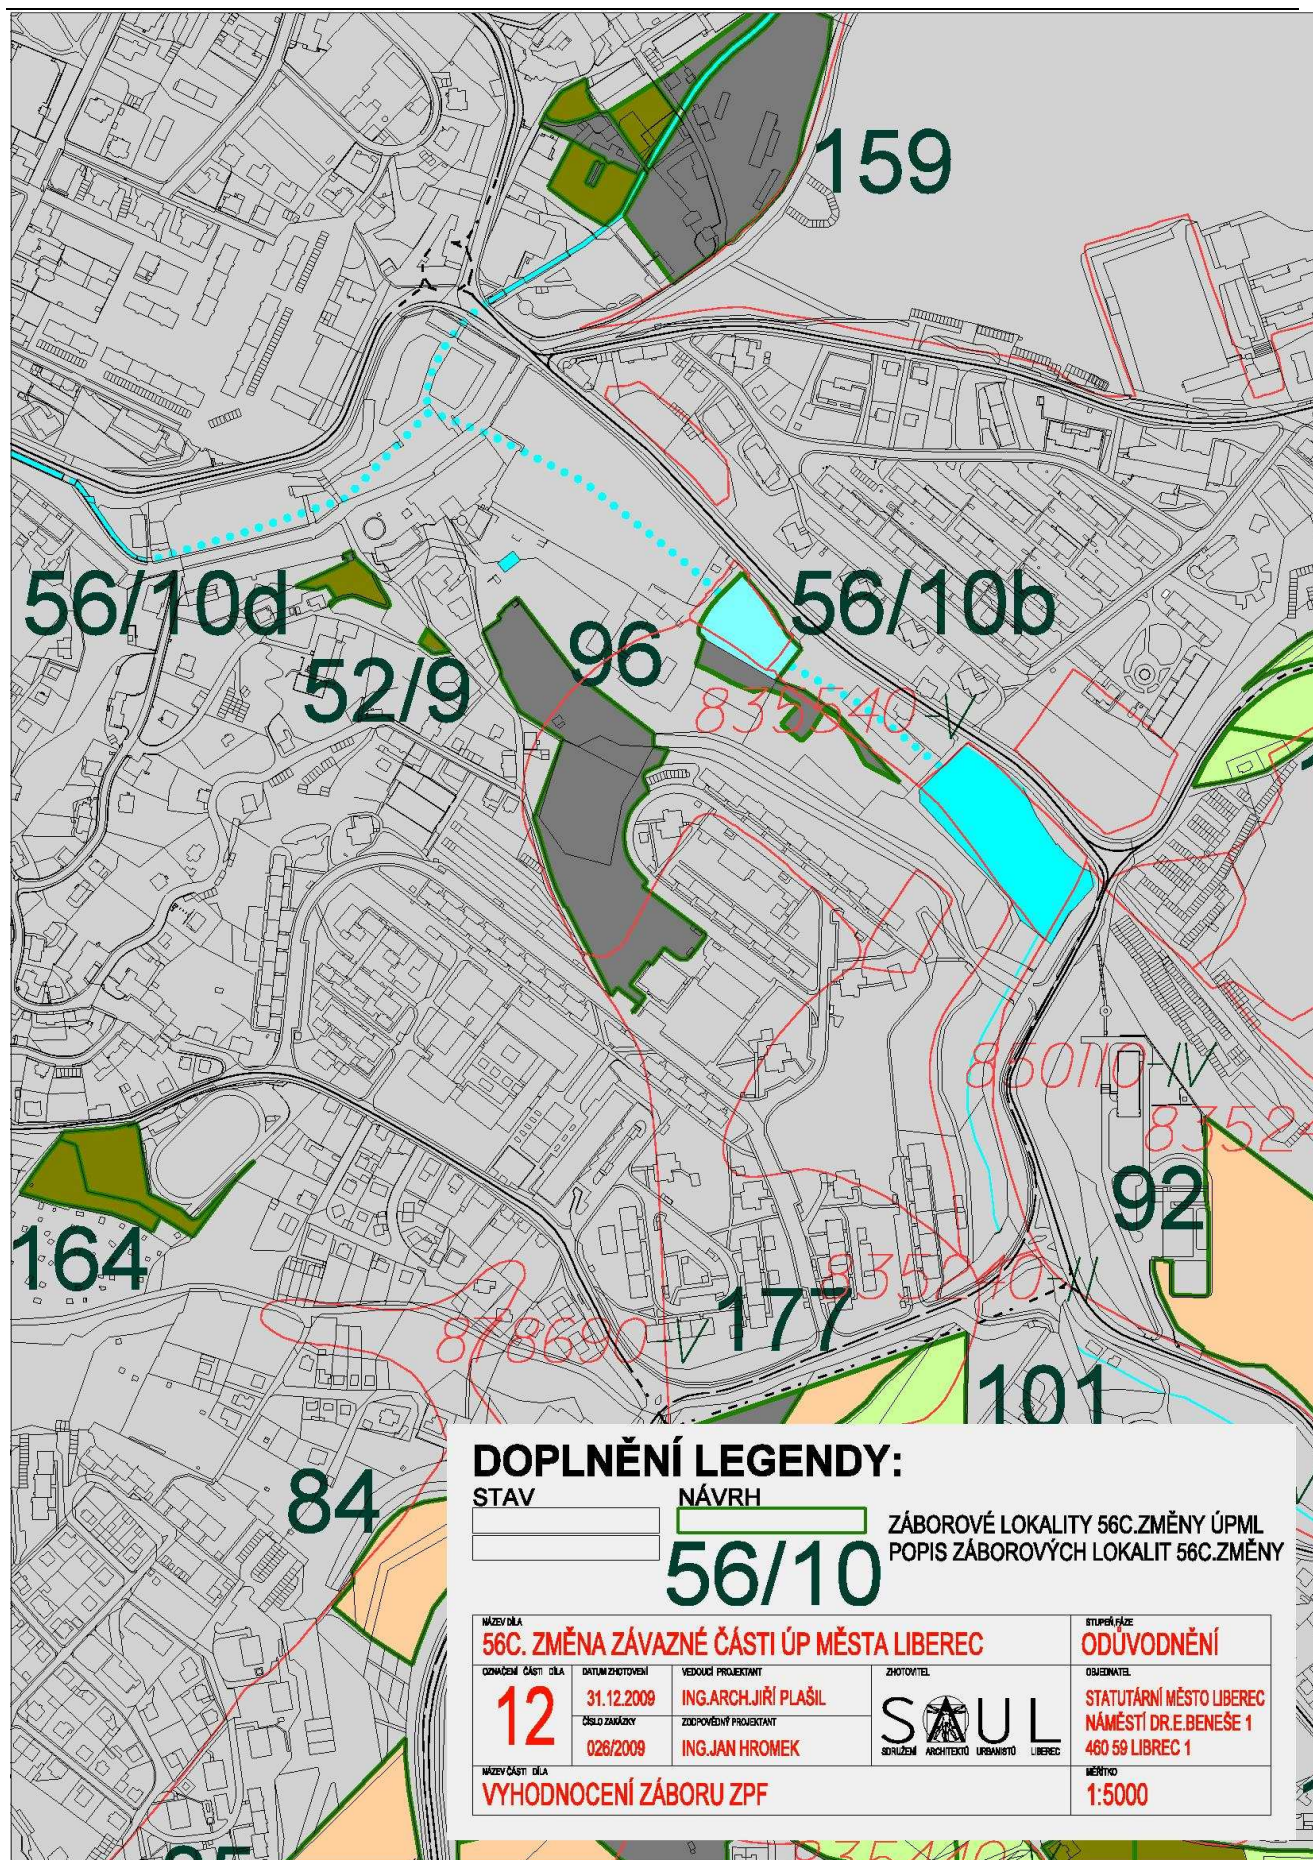 159
56/10d
56/10b
96
52/9
835540-V
850110-IV
92
164
835240-II
177
878690-V
101
84
DOPLNĚNÍ LEGENDY:
STAV
NÁVRH
ZÁBOROVÉ LOKALITY 56C.ZMĚNY ÚPML
56/10
POPIS ZÁBOROVÝCH LOKALIT 56C.ZMĚNY
NÁZEV DÍLA
STUPEŇ,FÁZE
56C. ZMĚNA ZÁVAZNÉ ČÁSTI ÚP MĚSTA LIBEREC
ODŮVODNĚNÍ
OZNAČENÍ ČÁSTI DÍLA
DATUM ZHOTOVENÍ
VEDOUCÍ PROJEKTANT
ZHOTOVITEL
OBJEDNATEL
12
31.12.2009
ING.ARCH.JIŘÍ PLAŠIL
SAUL
STATUTÁRNÍ MĚSTO LIBEREC
NÁMĚSTÍ DR.E.BENEŠE 1
460 59 LIBREC 1
ČÍSLO ZAKÁZKY
ZODPOVĚDNÝ PROJEKTANT
026/2009
ING.JAN HROMEK
SDRUŽENÍ ARCHITEKTŮ URBANISTŮ LIBEREC
NÁZEV ČÁSTI DÍLA
MĚŘÍTKO
VYHODNOCENÍ ZÁBORU ZPF
1:5000